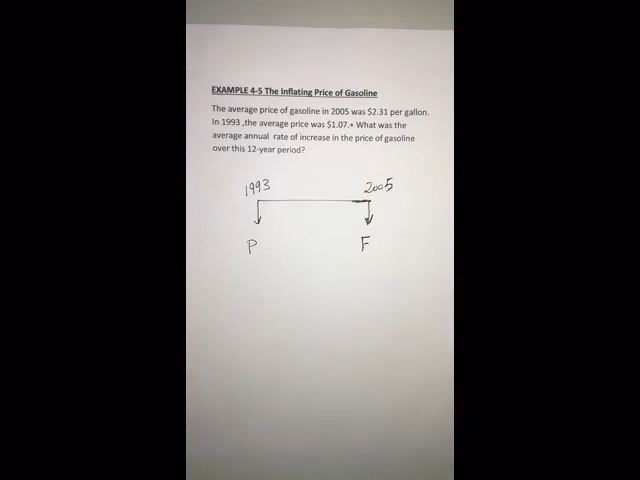 EXAMPLE 4-5 The Inflating Price of Gasoline
The average price of gasoline in 2005 was $2.31 per gallon.
In 1993 ,the average price was $1.07.* What was the
average annual rate of increase in the price of gasoline
over this 12-year period?
1993 2005
P F